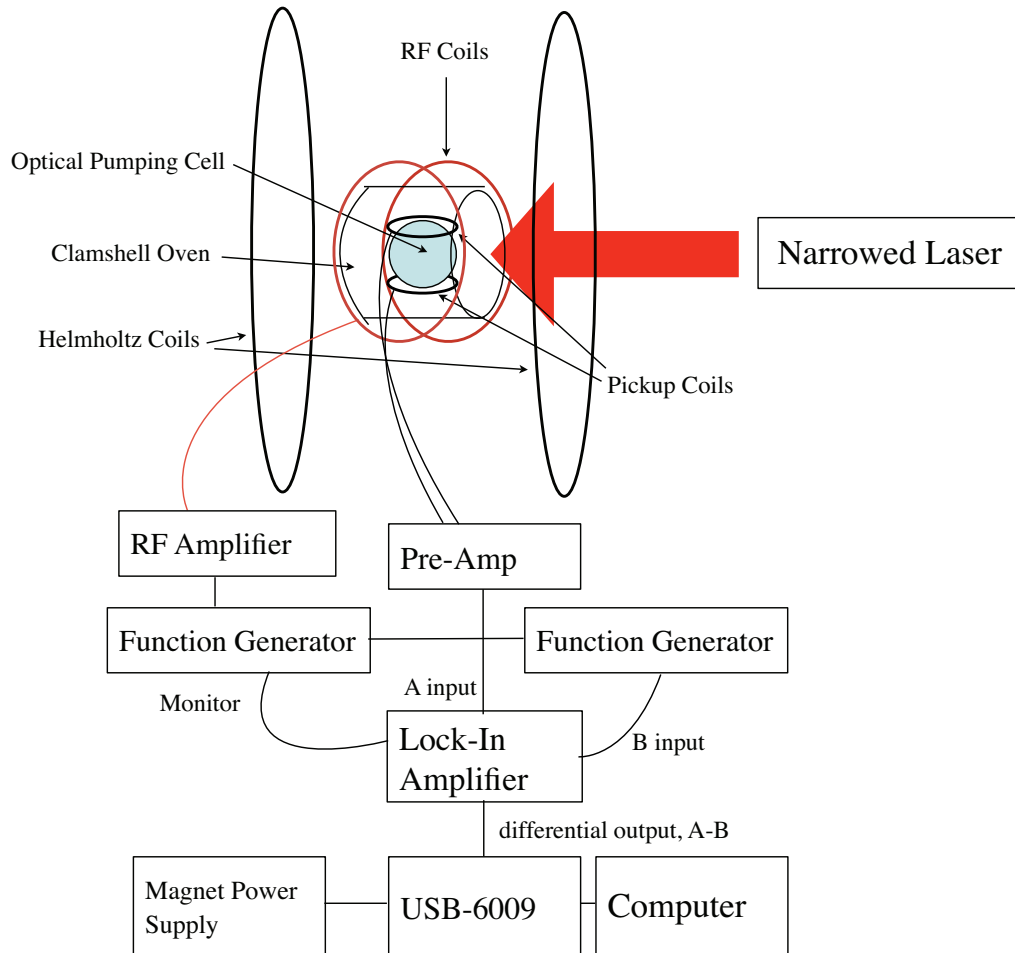 RF Coils
Optical Pumping Cell
Clamshell Oven
Narrowed Laser
Helmholtz Coils
Pickup Coils
RF Amplifier
Pre-Amp
Function Generator
Function Generator
Monitor
A input
B input
Lock-In
Amplifier
differential output, A-B
Magnet Power
Supply
USB-6009
Computer